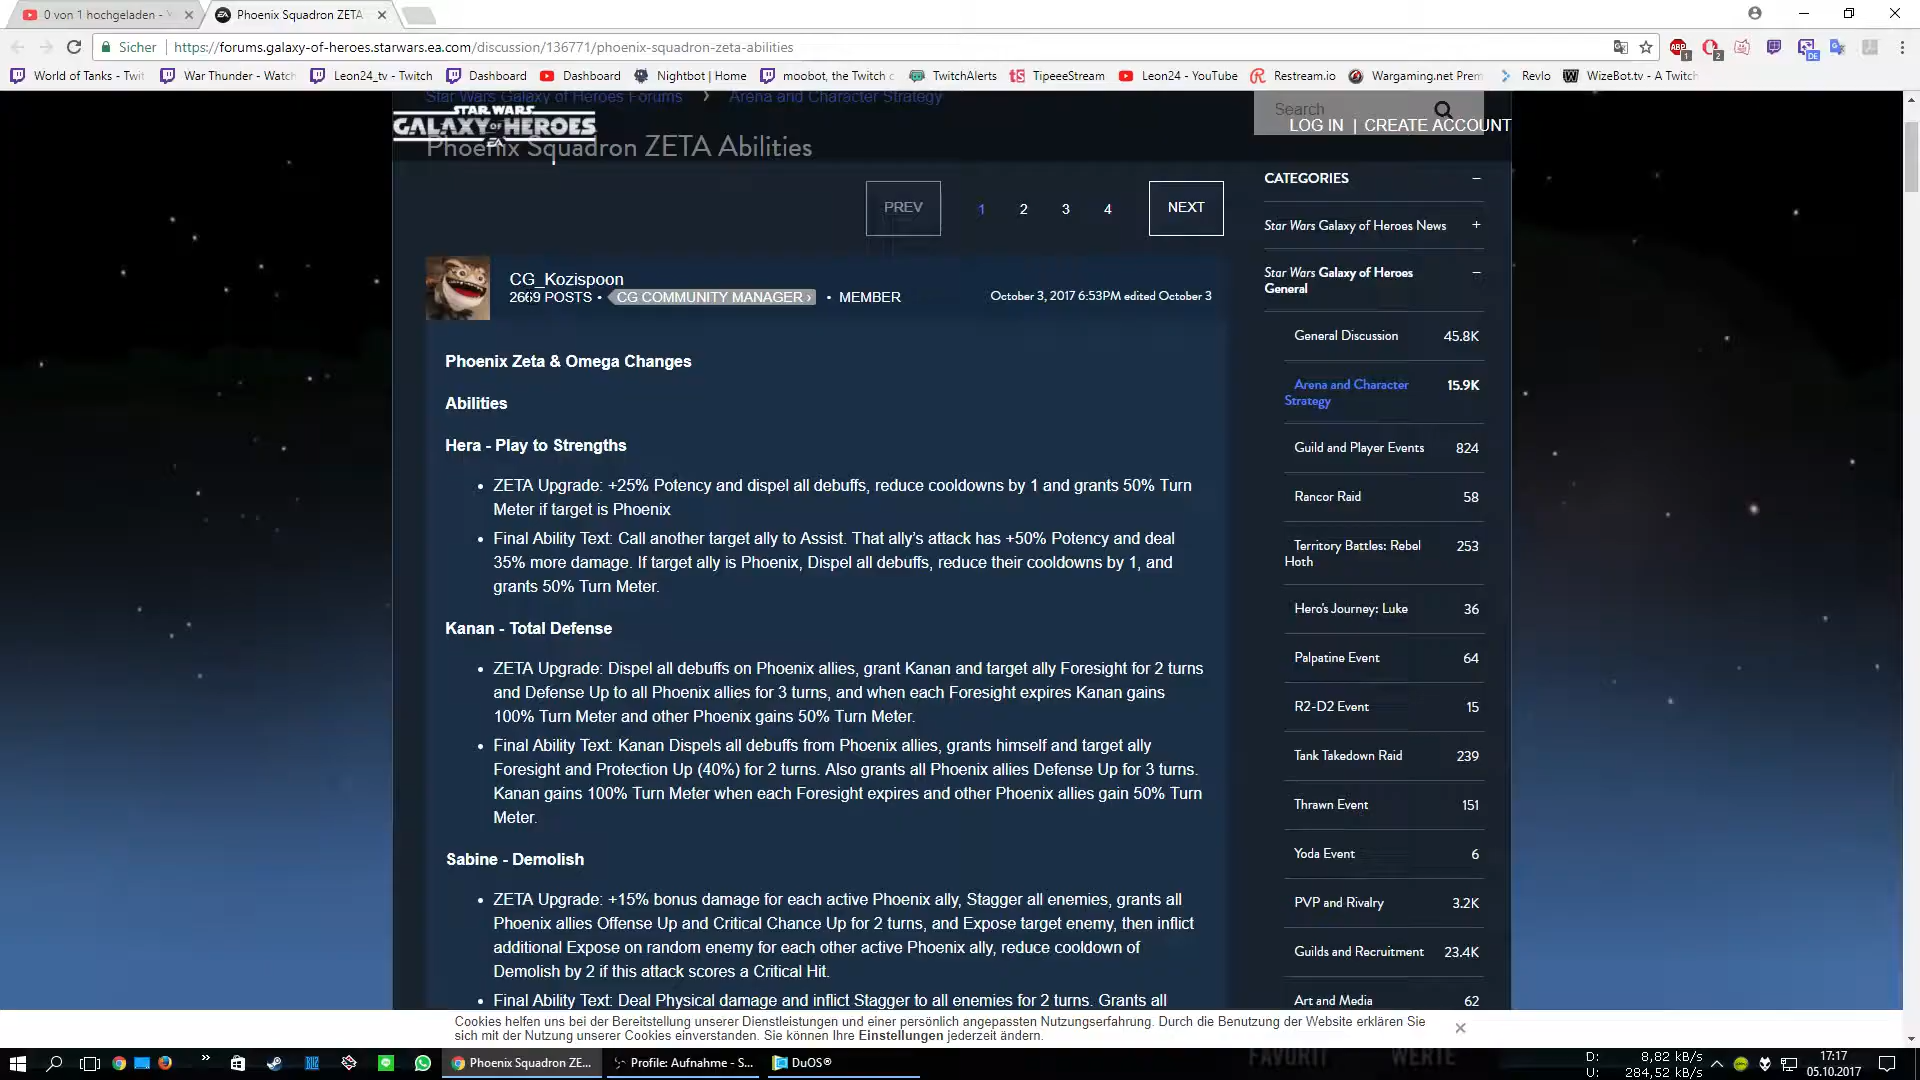 0 von 1 hochgeladen -
Phoenix Squadron ZETA
Sicher
https://forums.galaxy-of-heroes.starwars.ea.com/discussion/136771/phoenix-squadron-zeta-abilities
World of Tanks - Twit
War Thunder - Watch
Leon24_tv - Twitch
Dashboard
Dashboard
Nightbot | Home
moobot, the Twitch c
TwitchAlerts
TipeeeStream
Leon24 - YouTube
Restream.io
Wargaming.net Prem
Revlo
WizeBot.tv - A Twitch
Star Wars Galaxy of Heroes Forums › Arena and Character Strategy
STAR WARS
GALAXY OF HEROES
EA
Search
LOG IN | CREATE ACCOUNT
Phoenix Squadron ZETA Abilities
PREV 1 2 3 4 NEXT
CG_Kozispoon
2669 POSTS • CG COMMUNITY MANAGER › • MEMBER
October 3, 2017 6:53PM edited October 3
Phoenix Zeta & Omega Changes
Abilities
Hera - Play to Strengths
• ZETA Upgrade: +25% Potency and dispel all debuffs, reduce cooldowns by 1 and grants 50% Turn
Meter if target is Phoenix
• Final Ability Text: Call another target ally to Assist. That ally's attack has +50% Potency and deal
35% more damage. If target ally is Phoenix, Dispel all debuffs, reduce their cooldowns by 1, and
grants 50% Turn Meter.
Kanan - Total Defense
• ZETA Upgrade: Dispel all debuffs on Phoenix allies, grant Kanan and target ally Foresight for 2 turns
and Defense Up to all Phoenix allies for 3 turns, and when each Foresight expires Kanan gains
100% Turn Meter and other Phoenix gains 50% Turn Meter.
• Final Ability Text: Kanan Dispels all debuffs from Phoenix allies, grants himself and target ally
Foresight and Protection Up (40%) for 2 turns. Also grants all Phoenix allies Defense Up for 3 turns.
Kanan gains 100% Turn Meter when each Foresight expires and other Phoenix allies gain 50% Turn
Meter.
Sabine - Demolish
• ZETA Upgrade: +15% bonus damage for each active Phoenix ally, Stagger all enemies, grants all
Phoenix allies Offense Up and Critical Chance Up for 2 turns, and Expose target enemy, then inflict
additional Expose on random enemy for each other active Phoenix ally, reduce cooldown of
Demolish by 2 if this attack scores a Critical Hit.
• Final Ability Text: Deal Physical damage and inflict Stagger to all enemies for 2 turns. Grants all
CATEGORIES −
Star Wars Galaxy of Heroes News +
Star Wars Galaxy of Heroes −
General
General Discussion 45.8K
Arena and Character 15.9K
Strategy
Guild and Player Events 824
Rancor Raid 58
Territory Battles: Rebel 253
Hoth
Hero's Journey: Luke 36
Palpatine Event 64
R2-D2 Event 15
Tank Takedown Raid 239
Thrawn Event 151
Yoda Event 6
PVP and Rivalry 3.2K
Guilds and Recruitment 23.4K
Art and Media 62
Cookies helfen uns bei der Bereitstellung unserer Dienstleistungen und einer persönlich angepassten Nutzungserfahrung. Durch die Benutzung der Website erklären Sie
sich mit der Nutzung unserer Cookies einverstanden. Sie können Ihre Einstellungen jederzeit ändern.
FAVORIT WERTE
Phoenix Squadron ZE...
Profile: Aufnahme - S...
DuOS®
D: 8,82 kB/s
U: 284,52 kB/s
17:17
05.10.2017